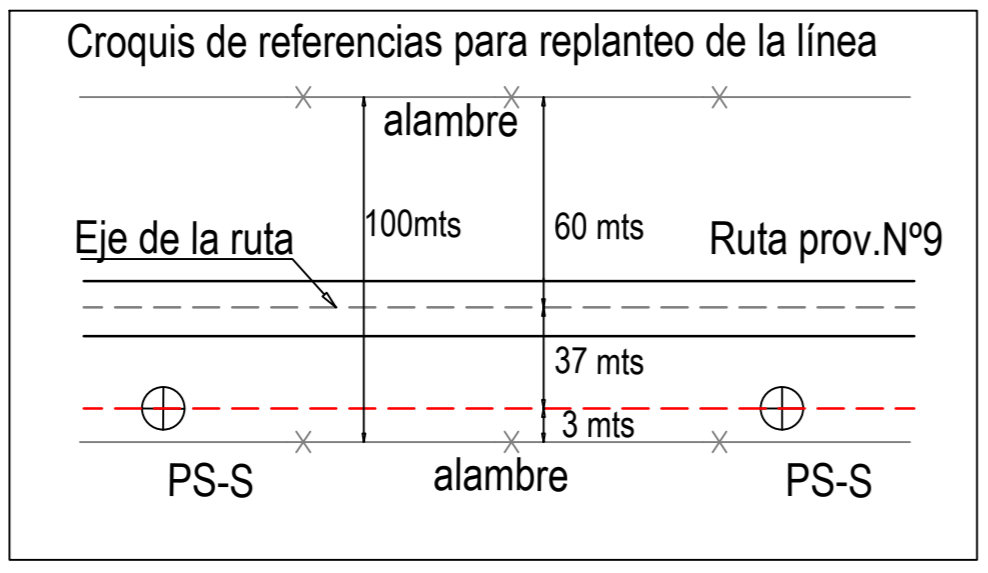 Croquis de referencias para replanteo de la línea
alambre
100mts
60 mts
Eje de la ruta
Ruta prov.Nº9
37 mts
3 mts
PS-S
alambre
PS-S